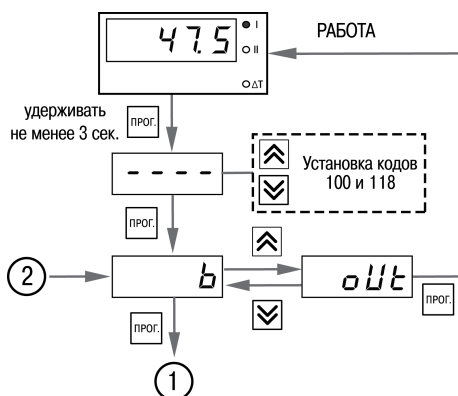 47.5
I
II
ΔT
РАБОТА
удерживать
не менее 3 сек.
ПРОГ.
- - - -
Установка кодов
100 и 118
ПРОГ.
2
b
oUt
ПРОГ.
ПРОГ.
1